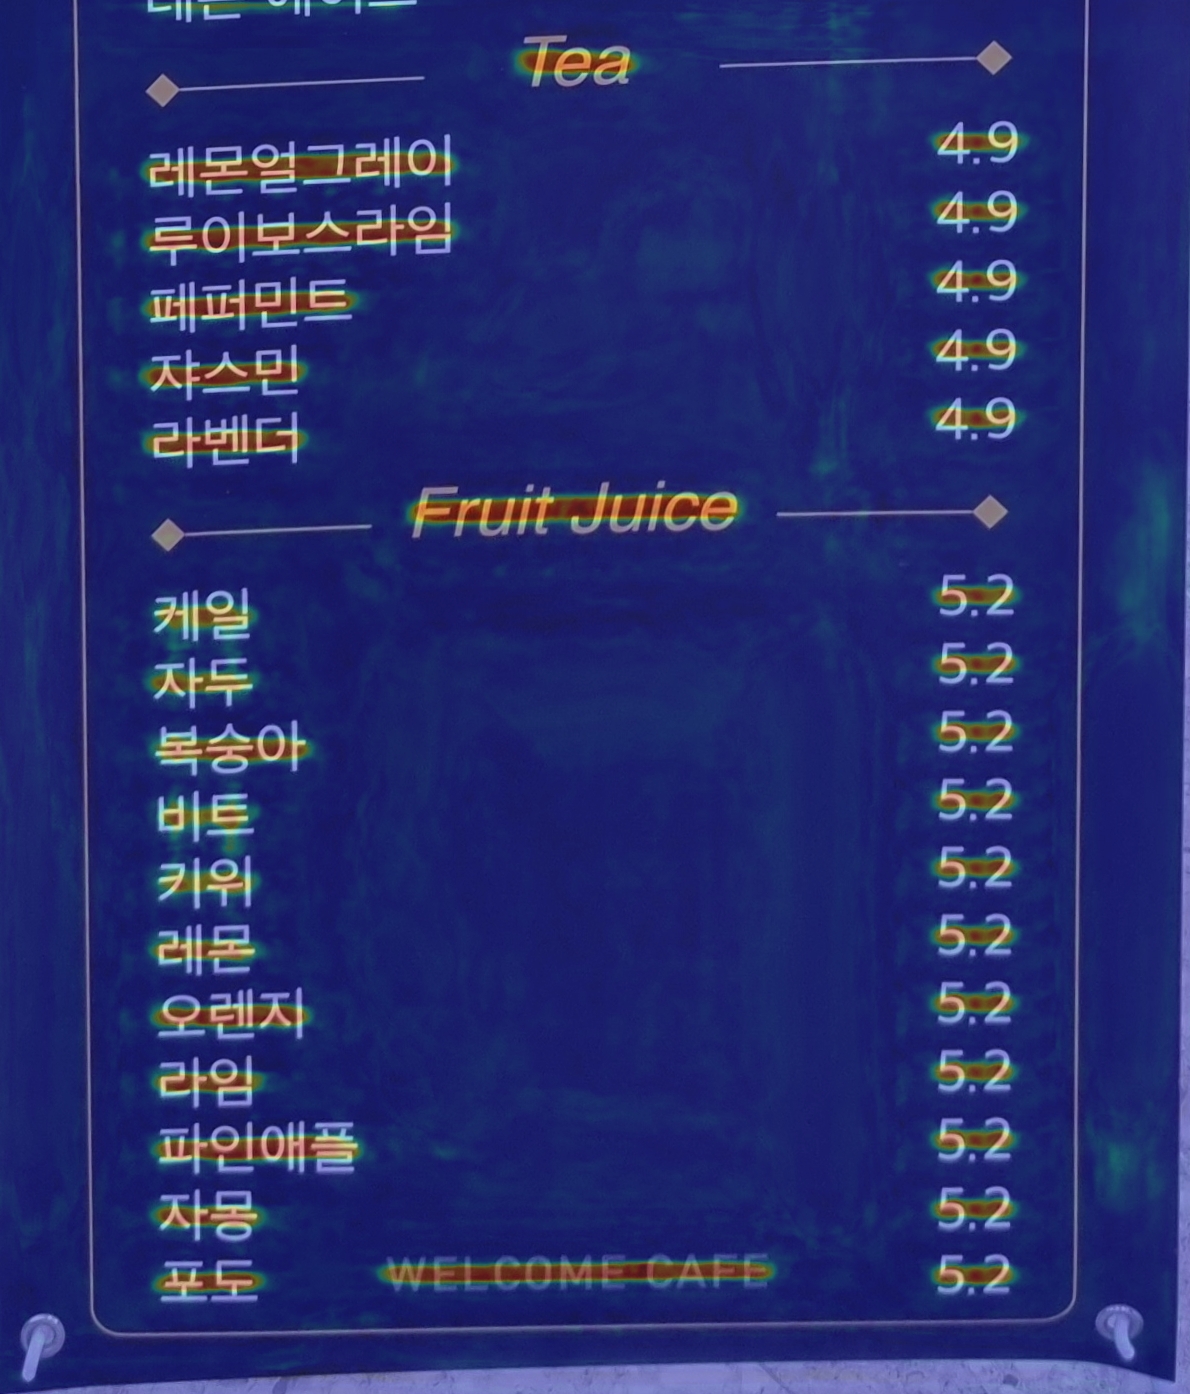 Tea
레몬얼그레이 4.9
루이보스라임 4.9
페퍼민트 4.9
쟈스민 4.9
라벤더 4.9
Fruit Juice
케일 5.2
자두 5.2
복숭아 5.2
비트 5.2
키위 5.2
레몬 5.2
오렌지 5.2
라임 5.2
파인애플 5.2
자몽 5.2
포도 5.2
WELCOME CAFE